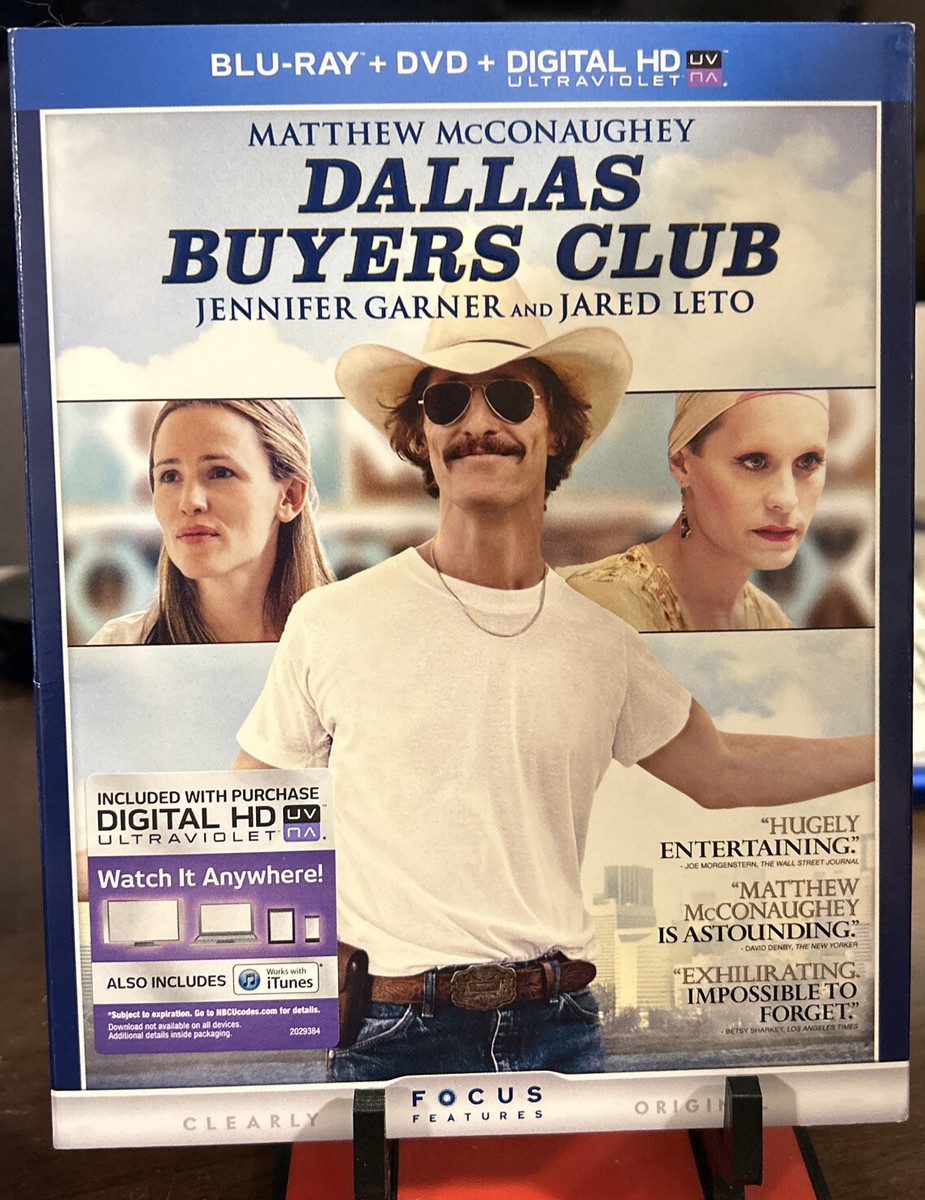 BLU-RAY™ + DVD + DIGITAL HD UV
ULTRAVIOLET
MATTHEW McCONAUGHEY
DALLAS
BUYERS CLUB
JENNIFER GARNER AND JARED LETO
INCLUDED WITH PURCHASE
DIGITAL HD UV™
ULTRAVIOLET
Watch It Anywhere!
ALSO INCLUDES Works with
iTunes*
*Subject to expiration. Go to NBCUcodes.com for details.
Download not available on all devices.
Additional details inside packaging. 2029384
“HUGELY
ENTERTAINING.”
- JOE MORGENSTERN, THE WALL STREET JOURNAL
“MATTHEW
McCONAUGHEY
IS ASTOUNDING.”
- DAVID DENBY, THE NEW YORKER
“EXHILIRATING.
IMPOSSIBLE TO
FORGET.”
- BETSY SHARKEY, LOS ANGELES TIMES
FOCUS
FEATURES
CLEARLY